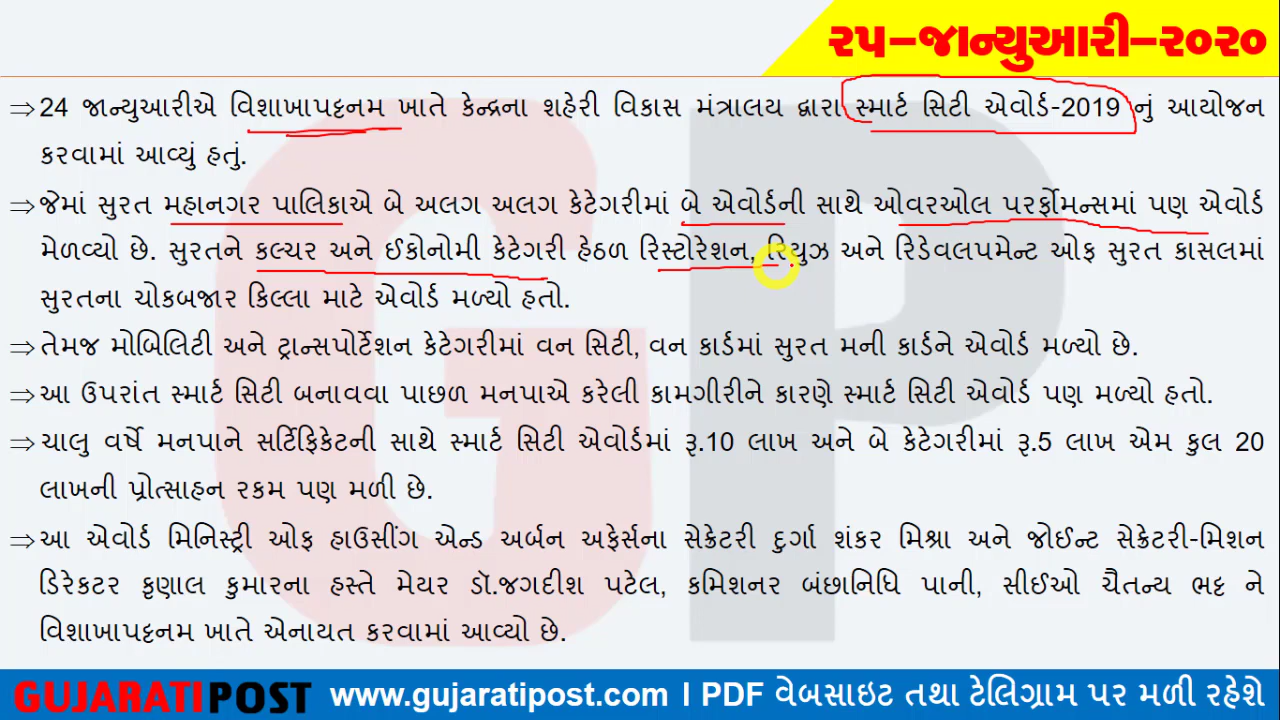 ૨૫-જાન્યુઆરી-૨૦૨૦
⇒24 જાન્યુઆરીએ વિશાખાપટ્ટનમ ખાતે કેન્દ્રના શહેરી વિકાસ મંત્રાલય દ્વારા સ્માર્ટ સિટી એવોર્ડ-2019 નું આયોજન
કરવામાં આવ્યું હતું.
⇒જેમાં સુરત મહાનગર પાલિકાએ બે અલગ અલગ કેટેગરીમાં બે એવોર્ડની સાથે ઓવરઓલ પરર્ફોમન્સમાં પણ એવોર્ડ
મેળવ્યો છે. સુરતને કલ્ચર અને ઈકોનોમી કેટેગરી હેઠળ રિસ્ટોરેશન, રિયુઝ અને રિડેવલપમેન્ટ ઓફ સુરત કાસલમાં
સુરતના ચોકબજાર કિલ્લા માટે એવોર્ડ મળ્યો હતો.
⇒તેમજ મોબિલિટી અને ટ્રાન્સપોર્ટેશન કેટેગરીમાં વન સિટી, વન કાર્ડમાં સુરત મની કાર્ડને એવોર્ડ મળ્યો છે.
⇒આ ઉપરાંત સ્માર્ટ સિટી બનાવવા પાછળ મનપાએ કરેલી કામગીરીને કારણે સ્માર્ટ સિટી એવોર્ડ પણ મળ્યો હતો.
⇒ચાલુ વર્ષે મનપાને સર્ટિફિકેટની સાથે સ્માર્ટ સિટી એવોર્ડમાં રૂ.10 લાખ અને બે કેટેગરીમાં રૂ.5 લાખ એમ કુલ 20
લાખની પ્રોત્સાહન રકમ પણ મળી છે.
⇒આ એવોર્ડ મિનિસ્ટ્રી ઓફ હાઉસીંગ એન્ડ અર્બન અફેર્સના સેક્રેટરી દુર્ગા શંકર મિશ્રા અને જોઈન્ટ સેક્રેટરી-મિશન
ડિરેકટર કૃણાલ કુમારના હસ્તે મેયર ડૉ.જગદીશ પટેલ, કમિશનર બંછાનિધિ પાની, સીઈઓ ચૈતન્ય ભટ્ટ ને
વિશાખાપટ્ટનમ ખાતે એનાયત કરવામાં આવ્યો છે.
GP
GUJARATIPOST www.gujaratipost.com I PDF વેબસાઇટ તથા ટેલિગ્રામ પર મળી રહેશે